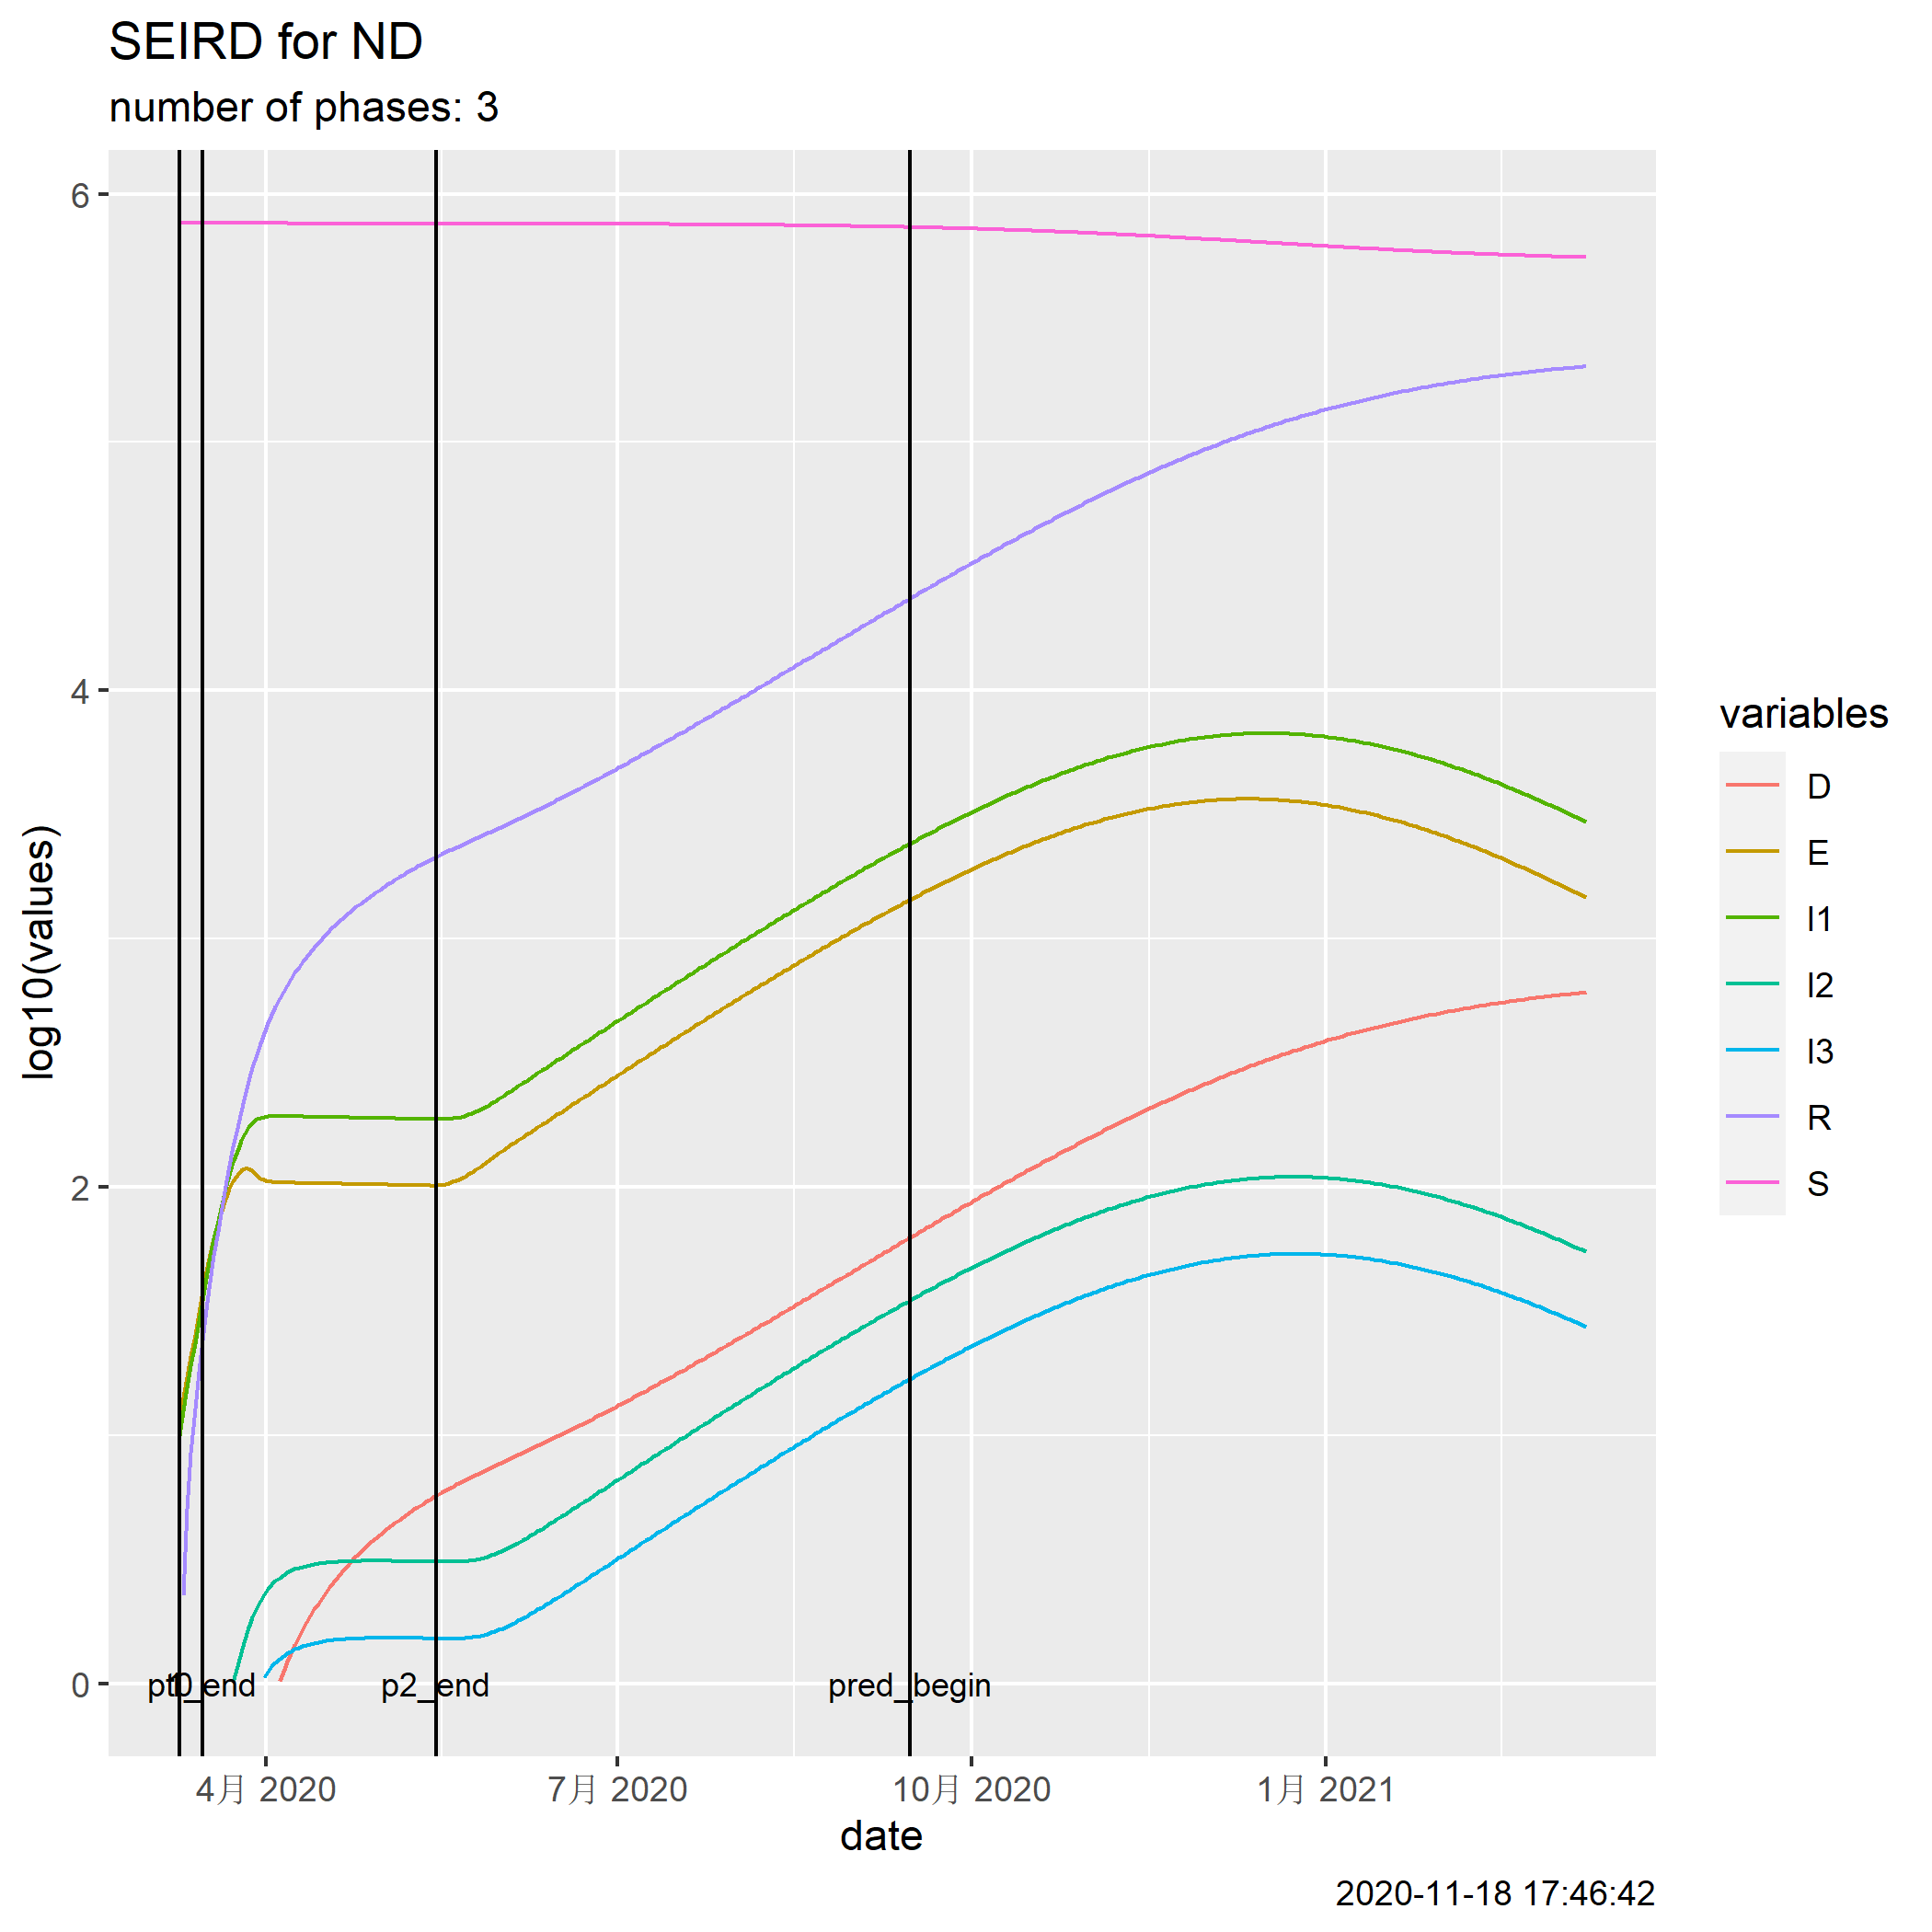 SEIRD for ND
number of phases: 3
log10(values)
6
4
2
0
p2_end
pred_begin
4月 2020
7月 2020
10月 2020
1月 2021
date
variables
D
E
I1
I2
I3
R
S
2020-11-18 17:46:42